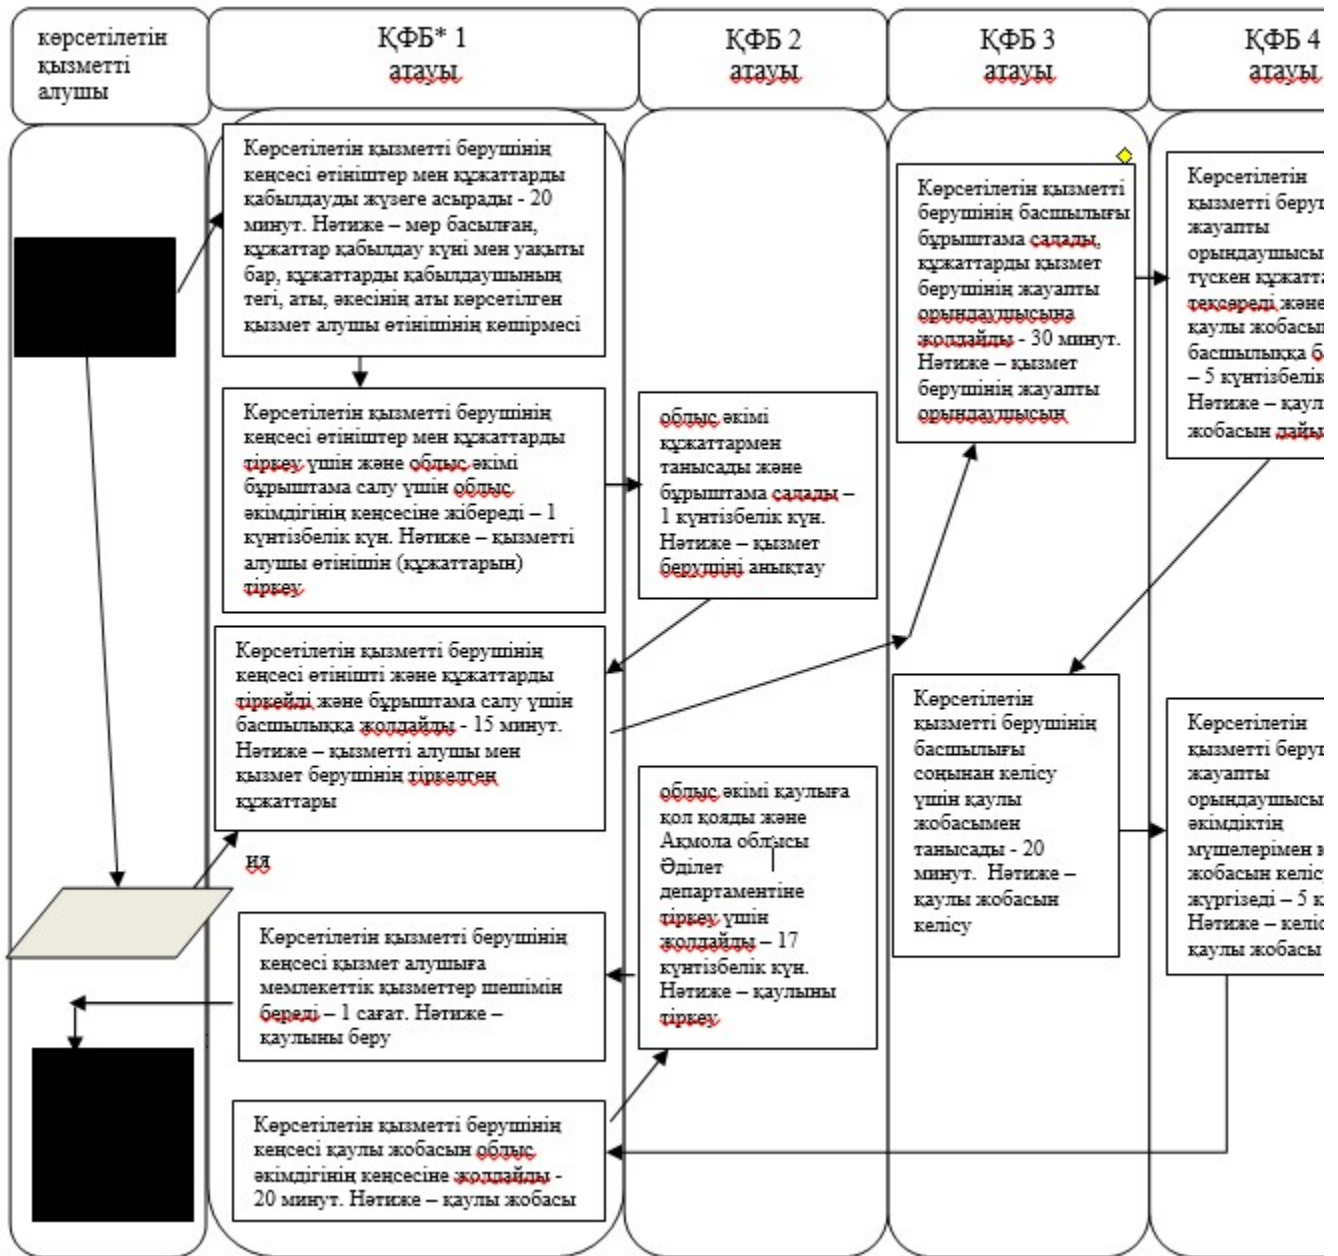 көрсетілетін
қызметті
алушы
ҚФБ* 1
атауы
ҚФБ 2
атауы
ҚФБ 3
атауы
ҚФБ 4
атауы
Көрсетілетін қызметті берушінің
кеңсесі өтініштер мен құжаттарды
қабылдауды жүзеге асырады - 20
минут. Нәтиже – мөр басылған,
құжаттар қабылдау күні мен уақыты
бар, құжаттарды қабылдаушының
тегі, аты, әкесінің аты көрсетілген
қызмет алушы өтінішінің көшірмесі
Көрсетілетін қызметті берушінің
кеңсесі өтініштер мен құжаттарды
тіркеу үшін және облыс әкімі
бұрыштама салу үшін облыс
әкімдігінің кеңсесіне жібереді – 1
күнтізбелік күн. Нәтиже – қызметті
алушы өтінішін (құжаттарын)
тіркеу
Көрсетілетін қызметті берушінің
кеңсесі өтінішті және құжаттарды
тіркейді және бұрыштама салу үшін
басшылыққа жолдайды - 15 минут.
Нәтиже – қызметті алушы мен
қызмет берушінің тіркелген
құжаттары
ия
Көрсетілетін қызметті берушінің
кеңсесі қызмет алушыға
мемлекеттік қызметтер шешімін
береді – 1 сағат. Нәтиже –
қаулыны беру
Көрсетілетін қызметті берушінің
кеңсесі қаулы жобасын облыс
әкімдігінің кеңсесіне жолдайды -
20 минут. Нәтиже – қаулы жобасы
облыс әкімі
құжаттармен
танысады және
бұрыштама салады –
1 күнтізбелік күн.
Нәтиже – қызмет
берушіні анықтау
облыс әкімі қаулыға
қол қояды және
Ақмола облысы
Әділет
департаментіне
тіркеу үшін
жолдайды – 17
күнтізбелік күн.
Нәтиже – қаулыны
тіркеу
Көрсетілетін қызметті
берушінің басшылығы
бұрыштама салады,
құжаттарды қызмет
берушінің жауапты
орындаушысына
жолдайды - 30 минут.
Нәтиже – қызмет
берушінің жауапты
орындаушысын
Көрсетілетін
қызметті берушінің
басшылығы
соңынан келісу
үшін қаулы
жобасымен
танысады - 20
минут. Нәтиже –
қаулы жобасын
келісу
Көрсетілетін
қызметті
жауапты
түскен
тексереді және
қаулы
басшылыққа
– 5 күнтізбелік
Нәтиже –
жобасын
Көрсетілетін
қызметті
жауапты
әкімдіктің
мүшелерімен
жобасын
жүргізеді – 5
Нәтиже –
қаулы жобасы